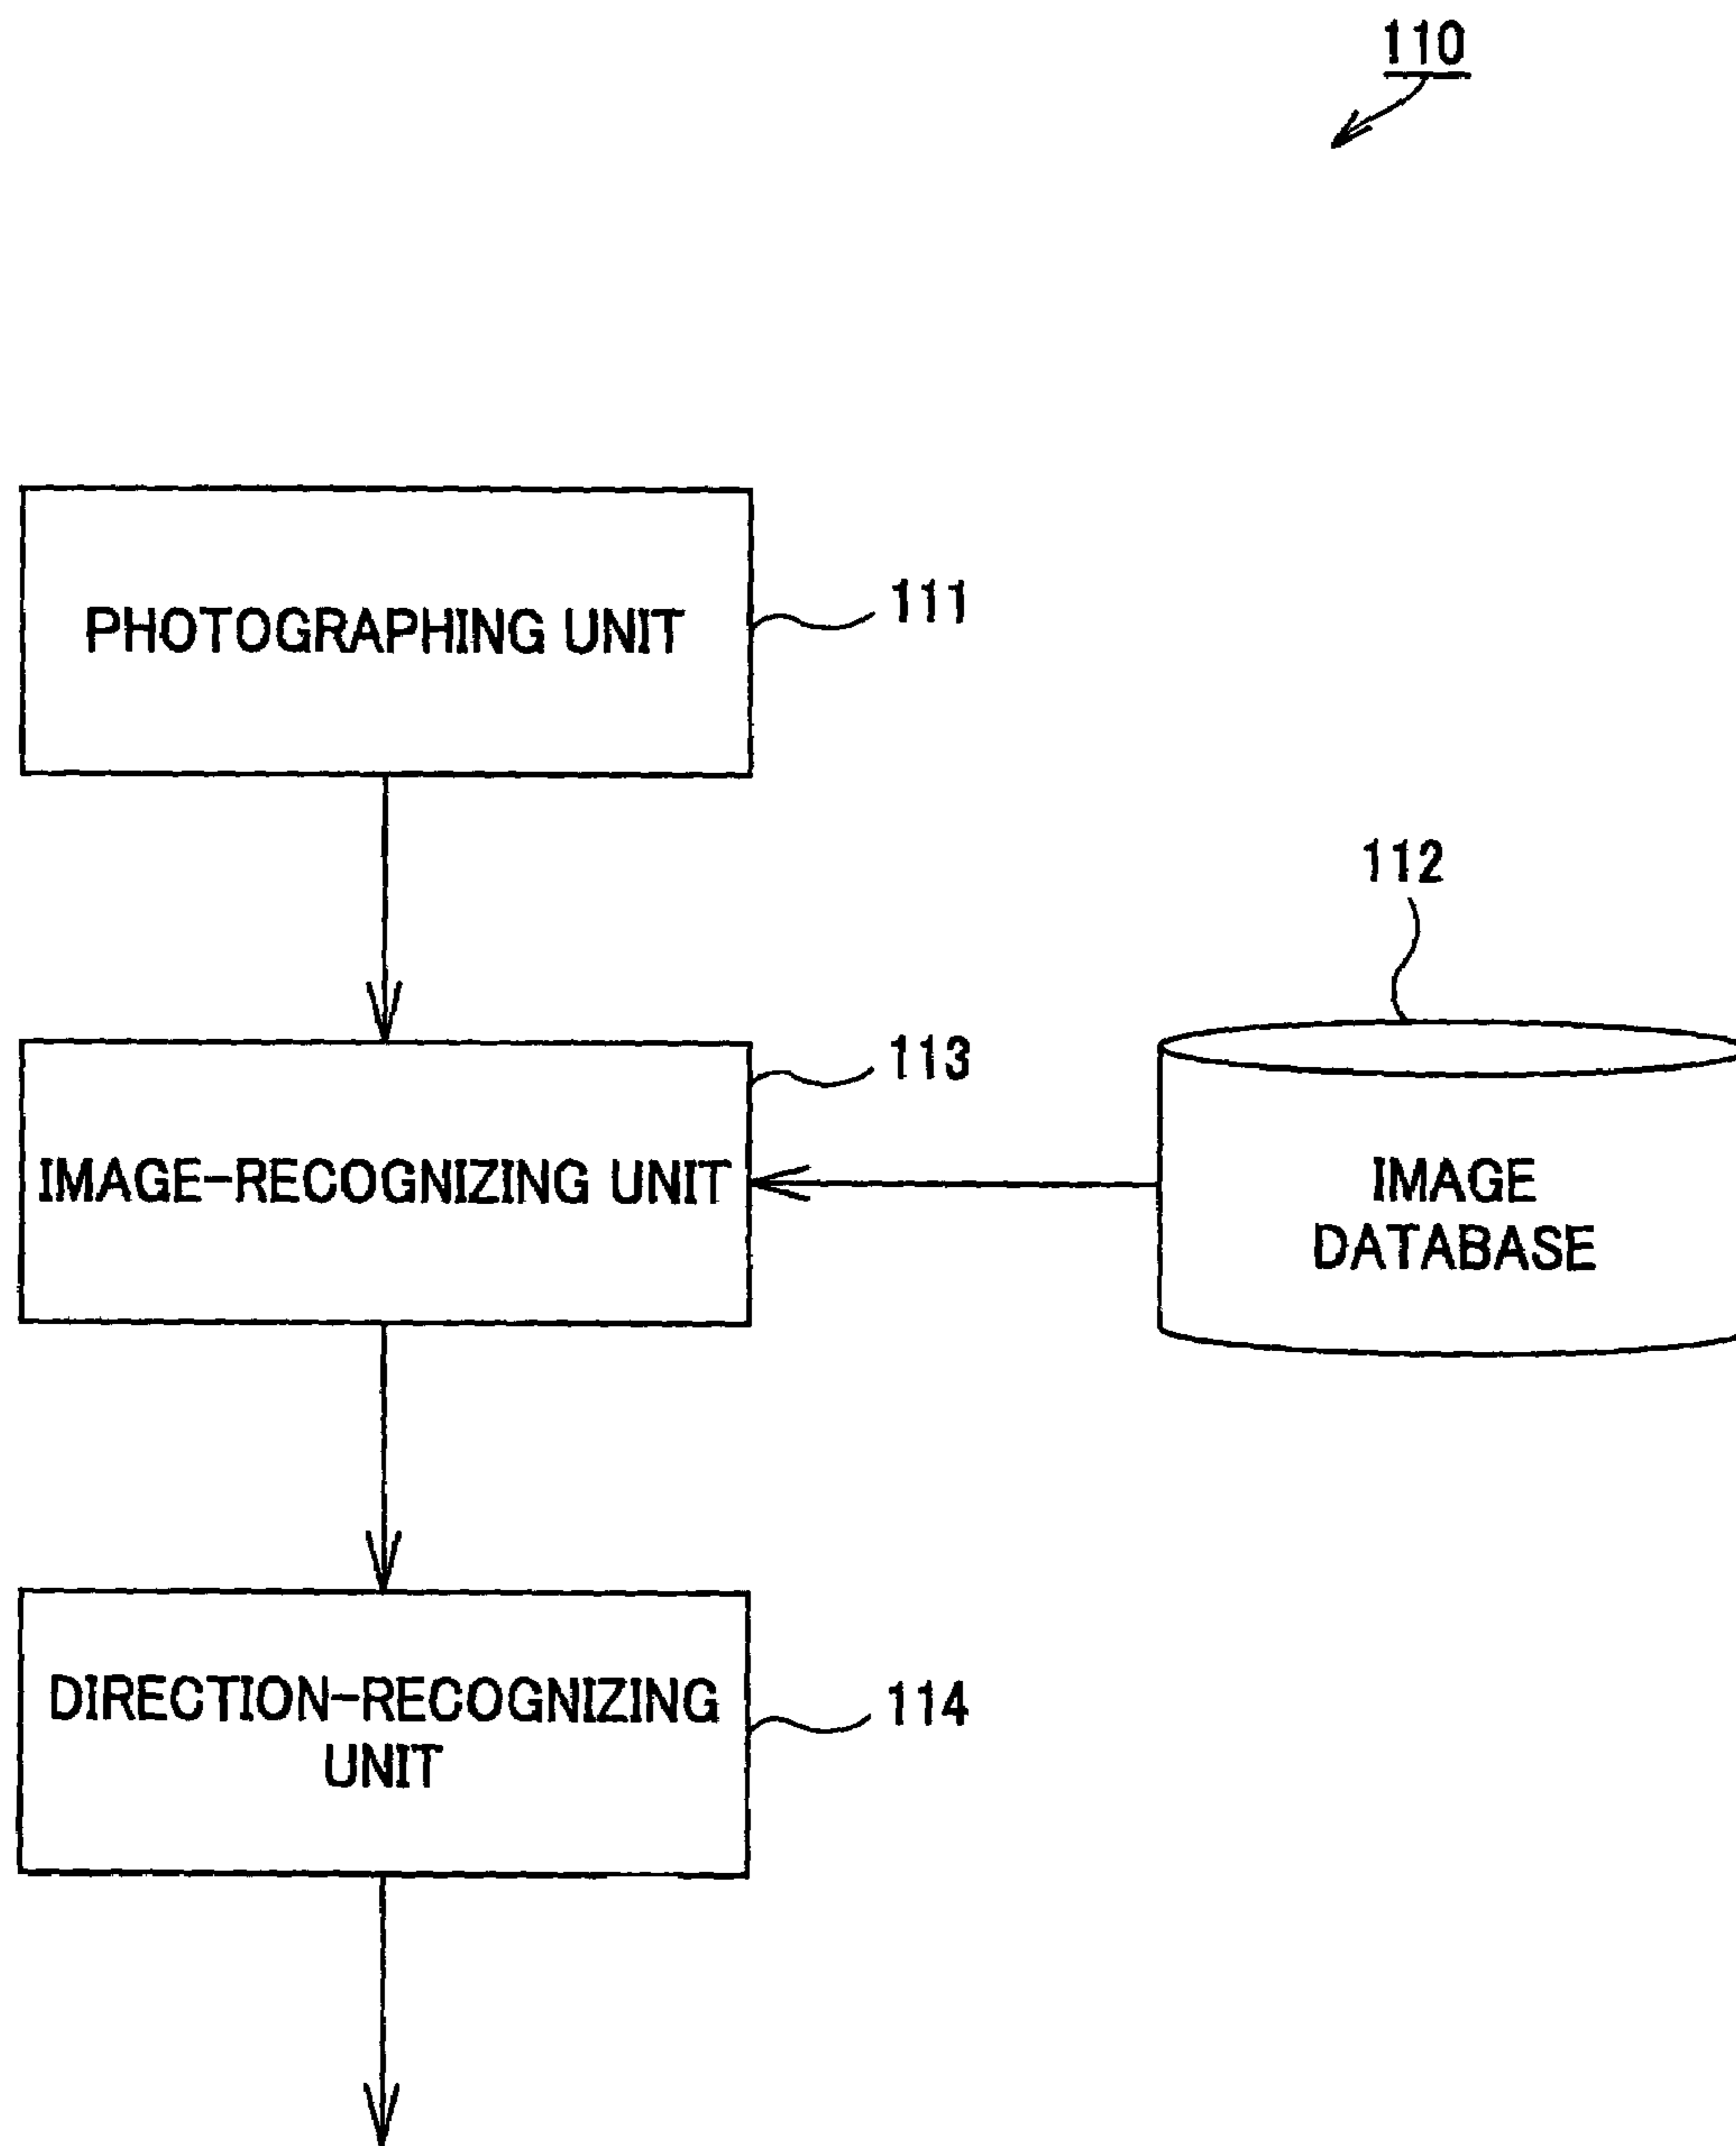 110
PHOTOGRAPHING UNIT
111
112
113
IMAGE-RECOGNIZING UNIT
IMAGE
DATABASE
DIRECTION-RECOGNIZING
UNIT
114